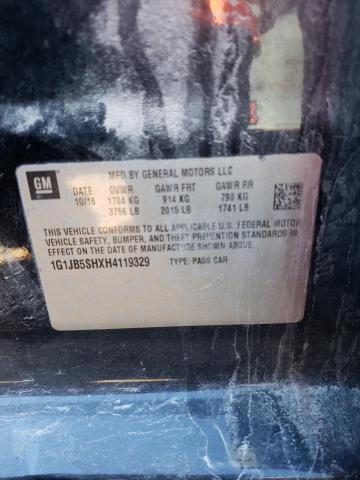 GM
MFD BY GENERAL MOTORS LLC
DATE GVWR GAWR FRT GAWR RR
10/16 1704 KG 914 KG 790 KG
3756 LB 2015 LB 1741 LB
THIS VEHICLE CONFORMS TO ALL APPLICABLE U.S. FEDERAL MOTOR
VEHICLE SAFETY, BUMPER, AND THEFT PREVENTION STANDARDS IN
EFFECT ON THE DATE OF MANUFACTURE SHOWN ABOVE.
1G1JB5SHXH4119329 TYPE: PASS CAR